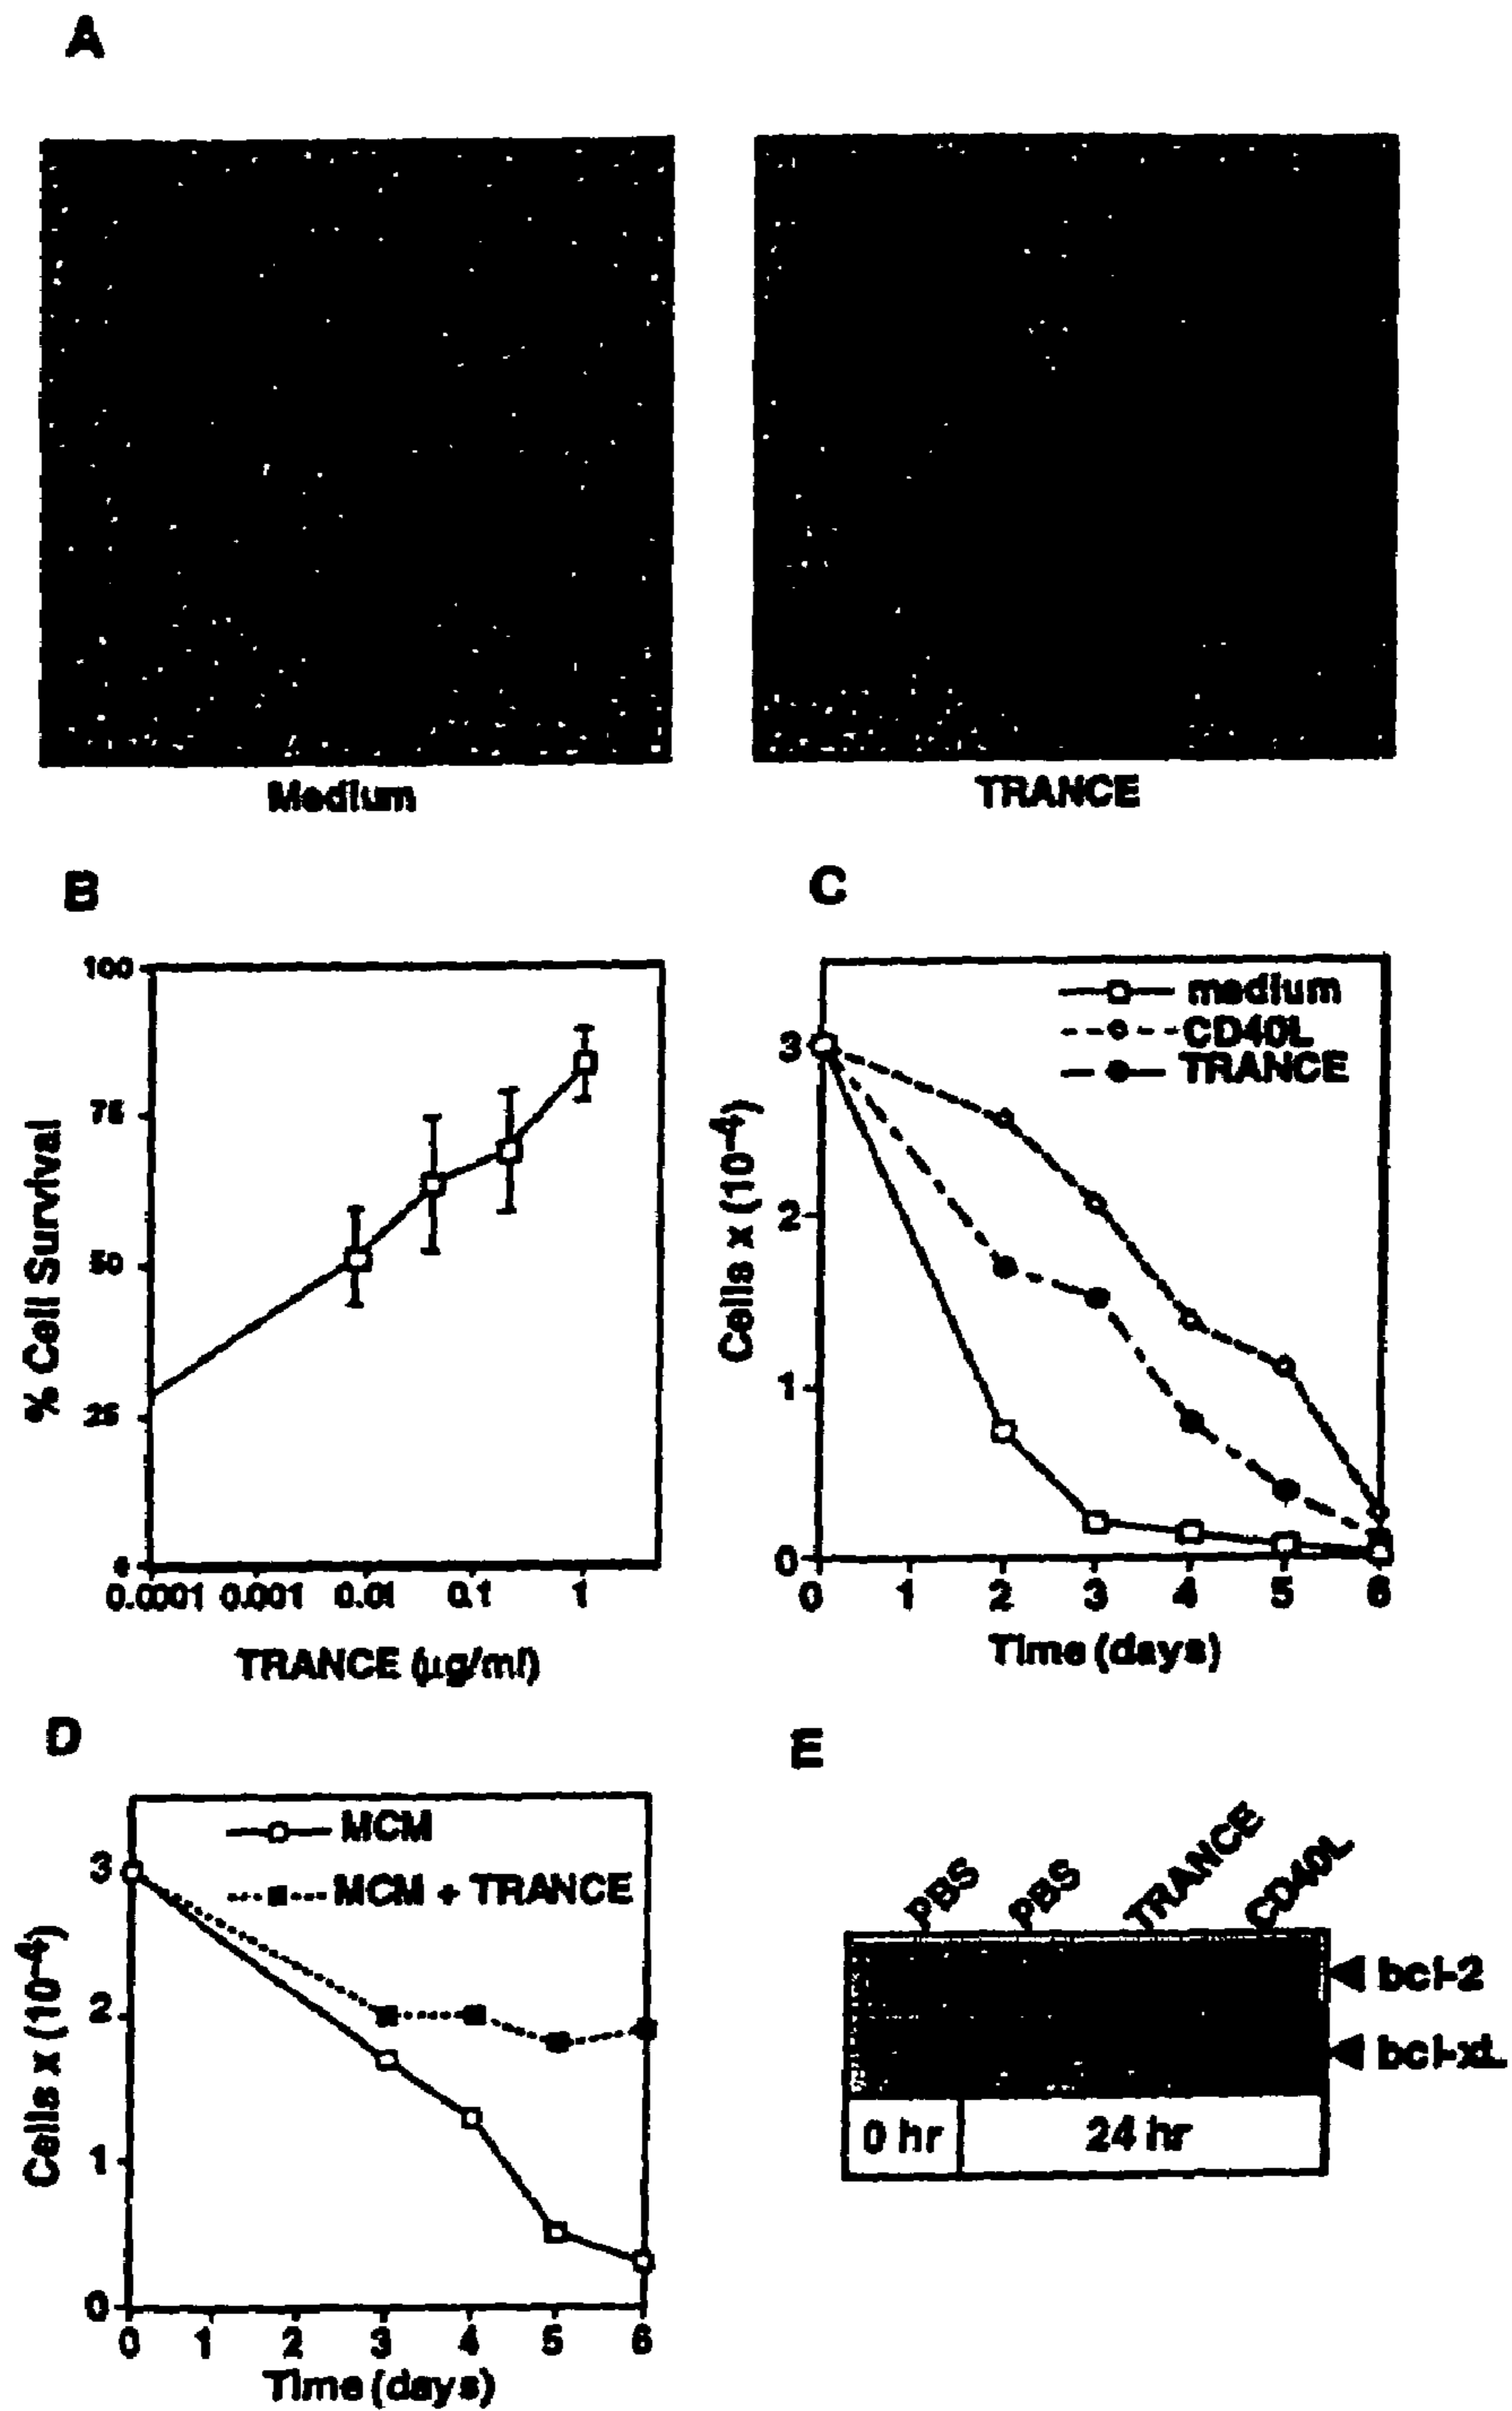 A
Medium
TRANCE
B
100
75
50
25
0
% Cell Survival
0.0001 0.001 0.01 0.1 1
TRANCE (µg/ml)
C
medium
CD40L
TRANCE
3
2
1
0
Cells x (10⁻⁴)
0 1 2 3 4 5 6
Time (days)
D
MCM
MCM + TRANCE
3
2
1
0
Cells x (10⁻⁴)
0 1 2 3 4 5 6
Time (days)
E
PBS PBS TRANCE CD40L
bcl-2
bcl-xL
0 hr 24 hr